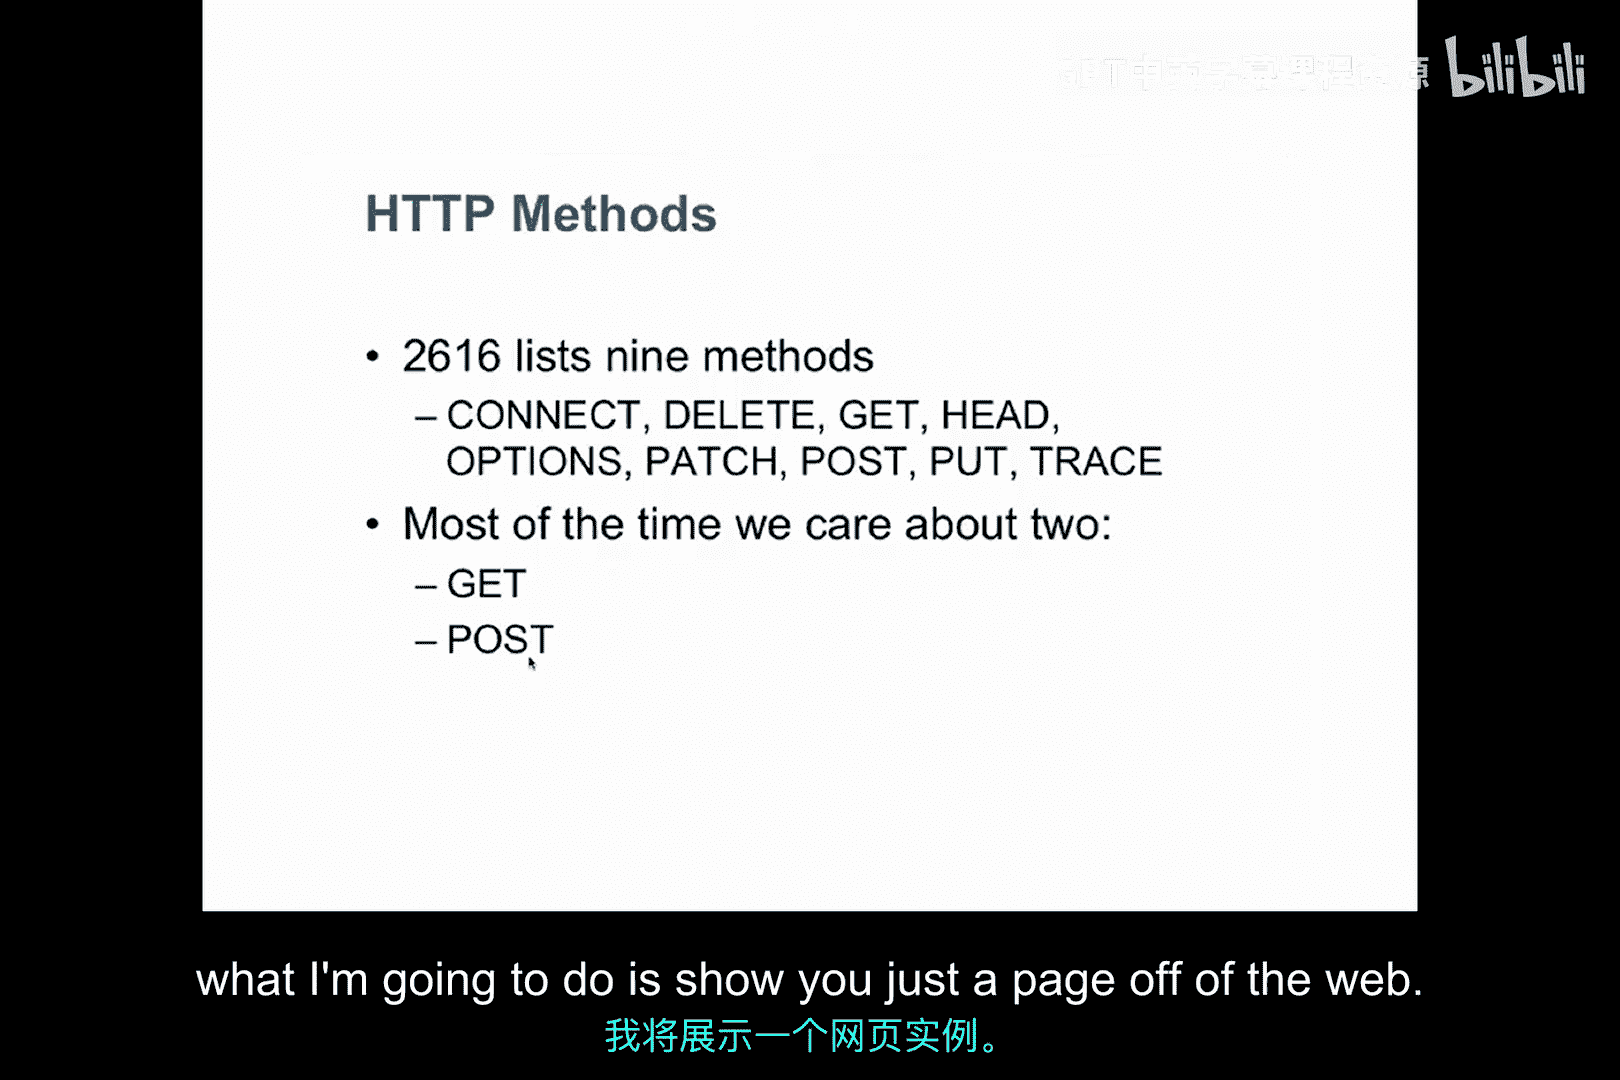 bilibili
HTTP Methods
• 2616 lists nine methods
– CONNECT, DELETE, GET, HEAD,
OPTIONS, PATCH, POST, PUT, TRACE
• Most of the time we care about two:
– GET
– POST
what I'm going to do is show you just a page off of the web.
我将展示一个网页实例。